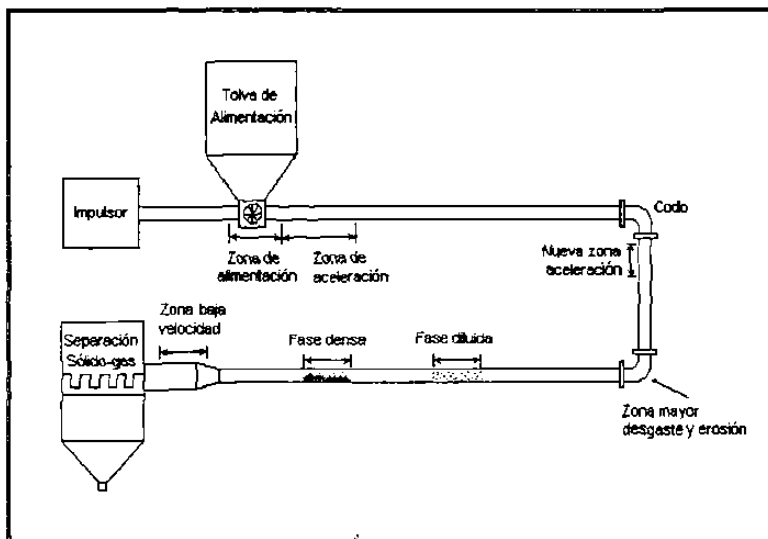 Tolva de
Alimentación
Impulsor
Codo
Zona de
alimentación
Zona de
aceleración
Nueva zona
aceleración
Zona baja
velocidad
Separación
Sólido-gas
Fase densa
Fase diluida
Zona mayor
desgaste y erosión